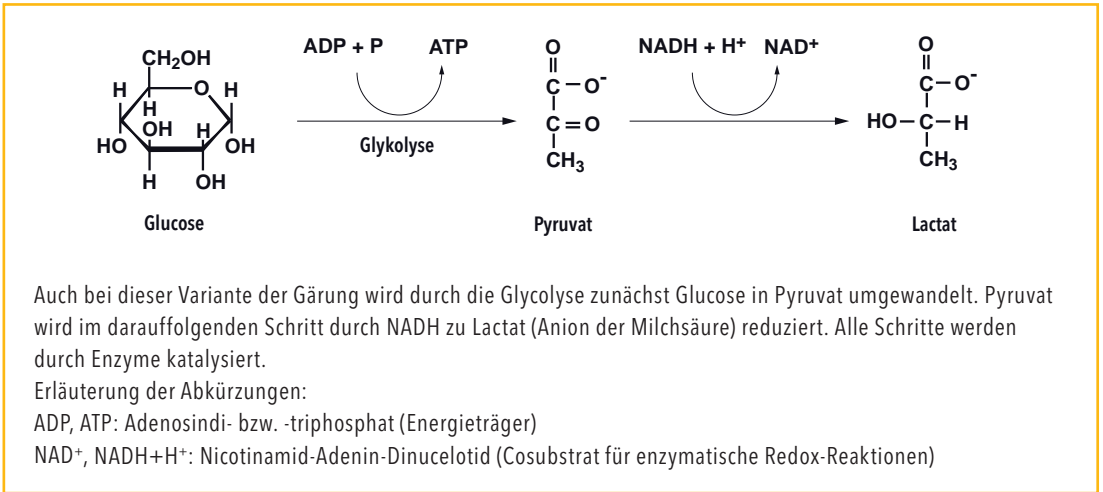 ADP + P ATP
NADH + H⁺ NAD⁺
CH₂OH
H O H
H
OH H
HO OH
H OH
Glykolyse
O
C – O⁻
C = O
CH₃
O
C – O⁻
HO – C – H
CH₃
Glucose Pyruvat Lactat
Auch bei dieser Variante der Gärung wird durch die Glycolyse zunächst Glucose in Pyruvat umgewandelt. Pyruvat
wird im darauffolgenden Schritt durch NADH zu Lactat (Anion der Milchsäure) reduziert. Alle Schritte werden
durch Enzyme katalysiert.
Erläuterung der Abkürzungen:
ADP, ATP: Adenosindi- bzw. -triphosphat (Energieträger)
NAD⁺, NADH+H⁺: Nicotinamid-Adenin-Dinucelotid (Cosubstrat für enzymatische Redox-Reaktionen)